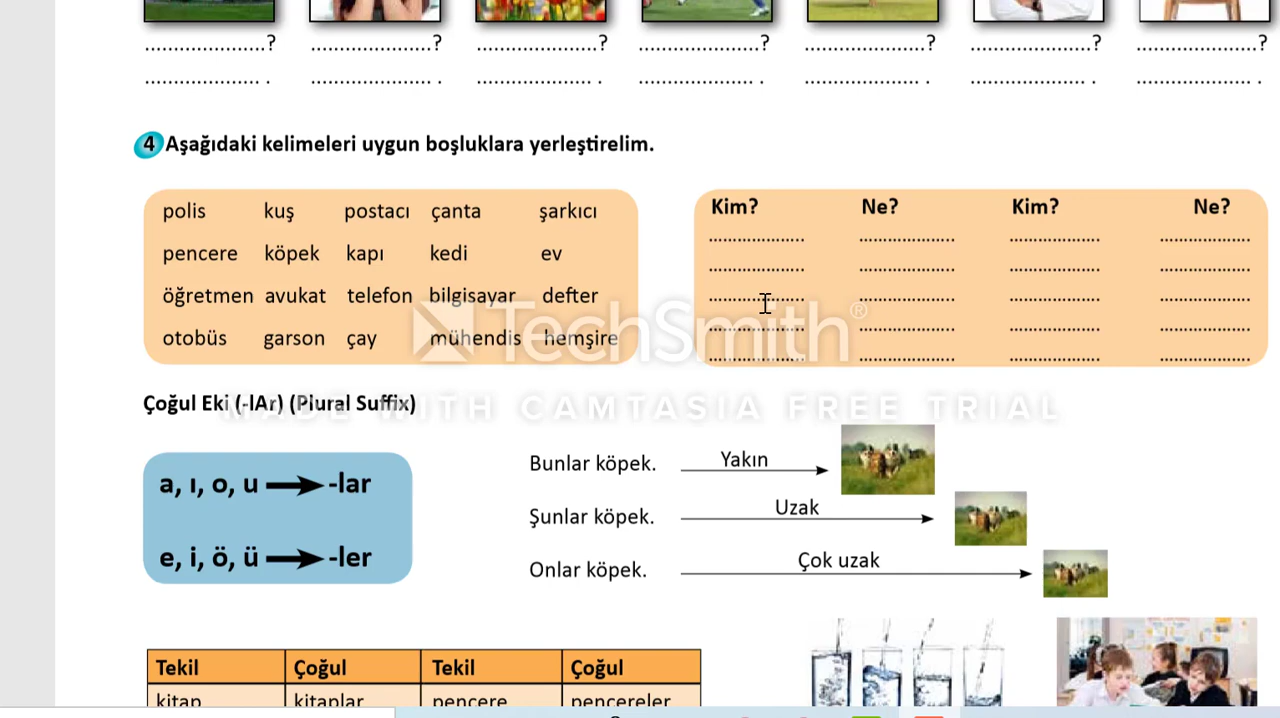 .....................? .....................? .....................? .....................? .....................? .....................? .....................?
.................... . .................... . .................... . .................... . .................... . .................... . .................... .
4 Aşağıdaki kelimeleri uygun boşluklara yerleştirelim.
polis kuş postacı çanta şarkıcı
pencere köpek kapı kedi ev
öğretmen avukat telefon bilgisayar defter
otobüs garson çay mühendis hemşire
Kim? Ne? Kim? Ne?
................... ................... .................. ..................
................... ................... .................. ..................
................... ................... .................. ..................
................... ................... .................. ..................
................... ................... .................. ..................
TechSmith®
MADE WITH CAMTASIA FREE TRIAL
Çoğul Eki (-lAr) (Plural Suffix)
a, ı, o, u -lar
e, i, ö, ü -ler
Bunlar köpek. Yakın
Şunlar köpek. Uzak
Onlar köpek. Çok uzak
Tekil Çoğul Tekil Çoğul
kitap kitaplar pencere pencereler